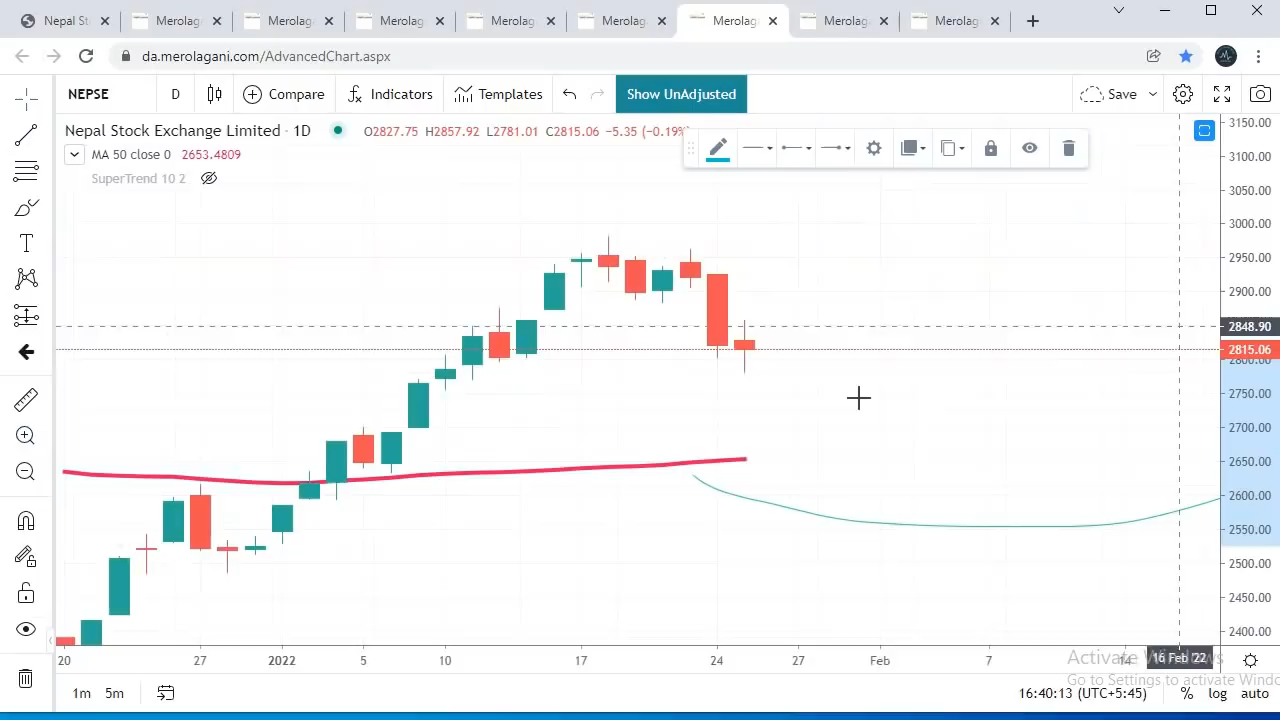 Nepal St
Merolag
Merolag
Merolag
Merolag
Merolag
Merolag
Merolag
Merolag
da.merolagani.com/AdvancedChart.aspx
NEPSE
D
Compare
Indicators
Templates
Show UnAdjusted
Save
Nepal Stock Exchange Limited · 1D
O2827.75 H2857.92 L2781.01 C2815.06 −5.35 (−0.19%
MA 50 close 0 2653.4809
SuperTrend 10 2
3150.00
3100.00
3050.00
3000.00
2950.00
2900.00
2848.90
2815.06
2800.00
2750.00
2700.00
2650.00
2600.00
2550.00
2500.00
2450.00
2400.00
20
27
2022
5
10
17
24
27
Feb
7
14
16 Feb '22
Activate Windows
Go to Settings to activate Windo
1m
5m
16:40:13 (UTC+5:45)
%
log
auto